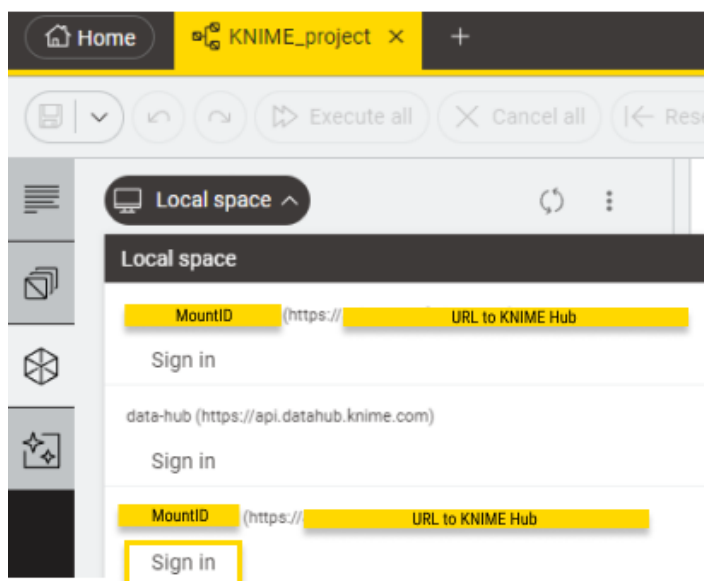 Home KNIME_project × +
Execute all Cancel all Rese
Local space
Local space
MountID (https:// URL to KNIME Hub
Sign in
data-hub (https://api.datahub.knime.com)
Sign in
MountID (https:// URL to KNIME Hub
Sign in